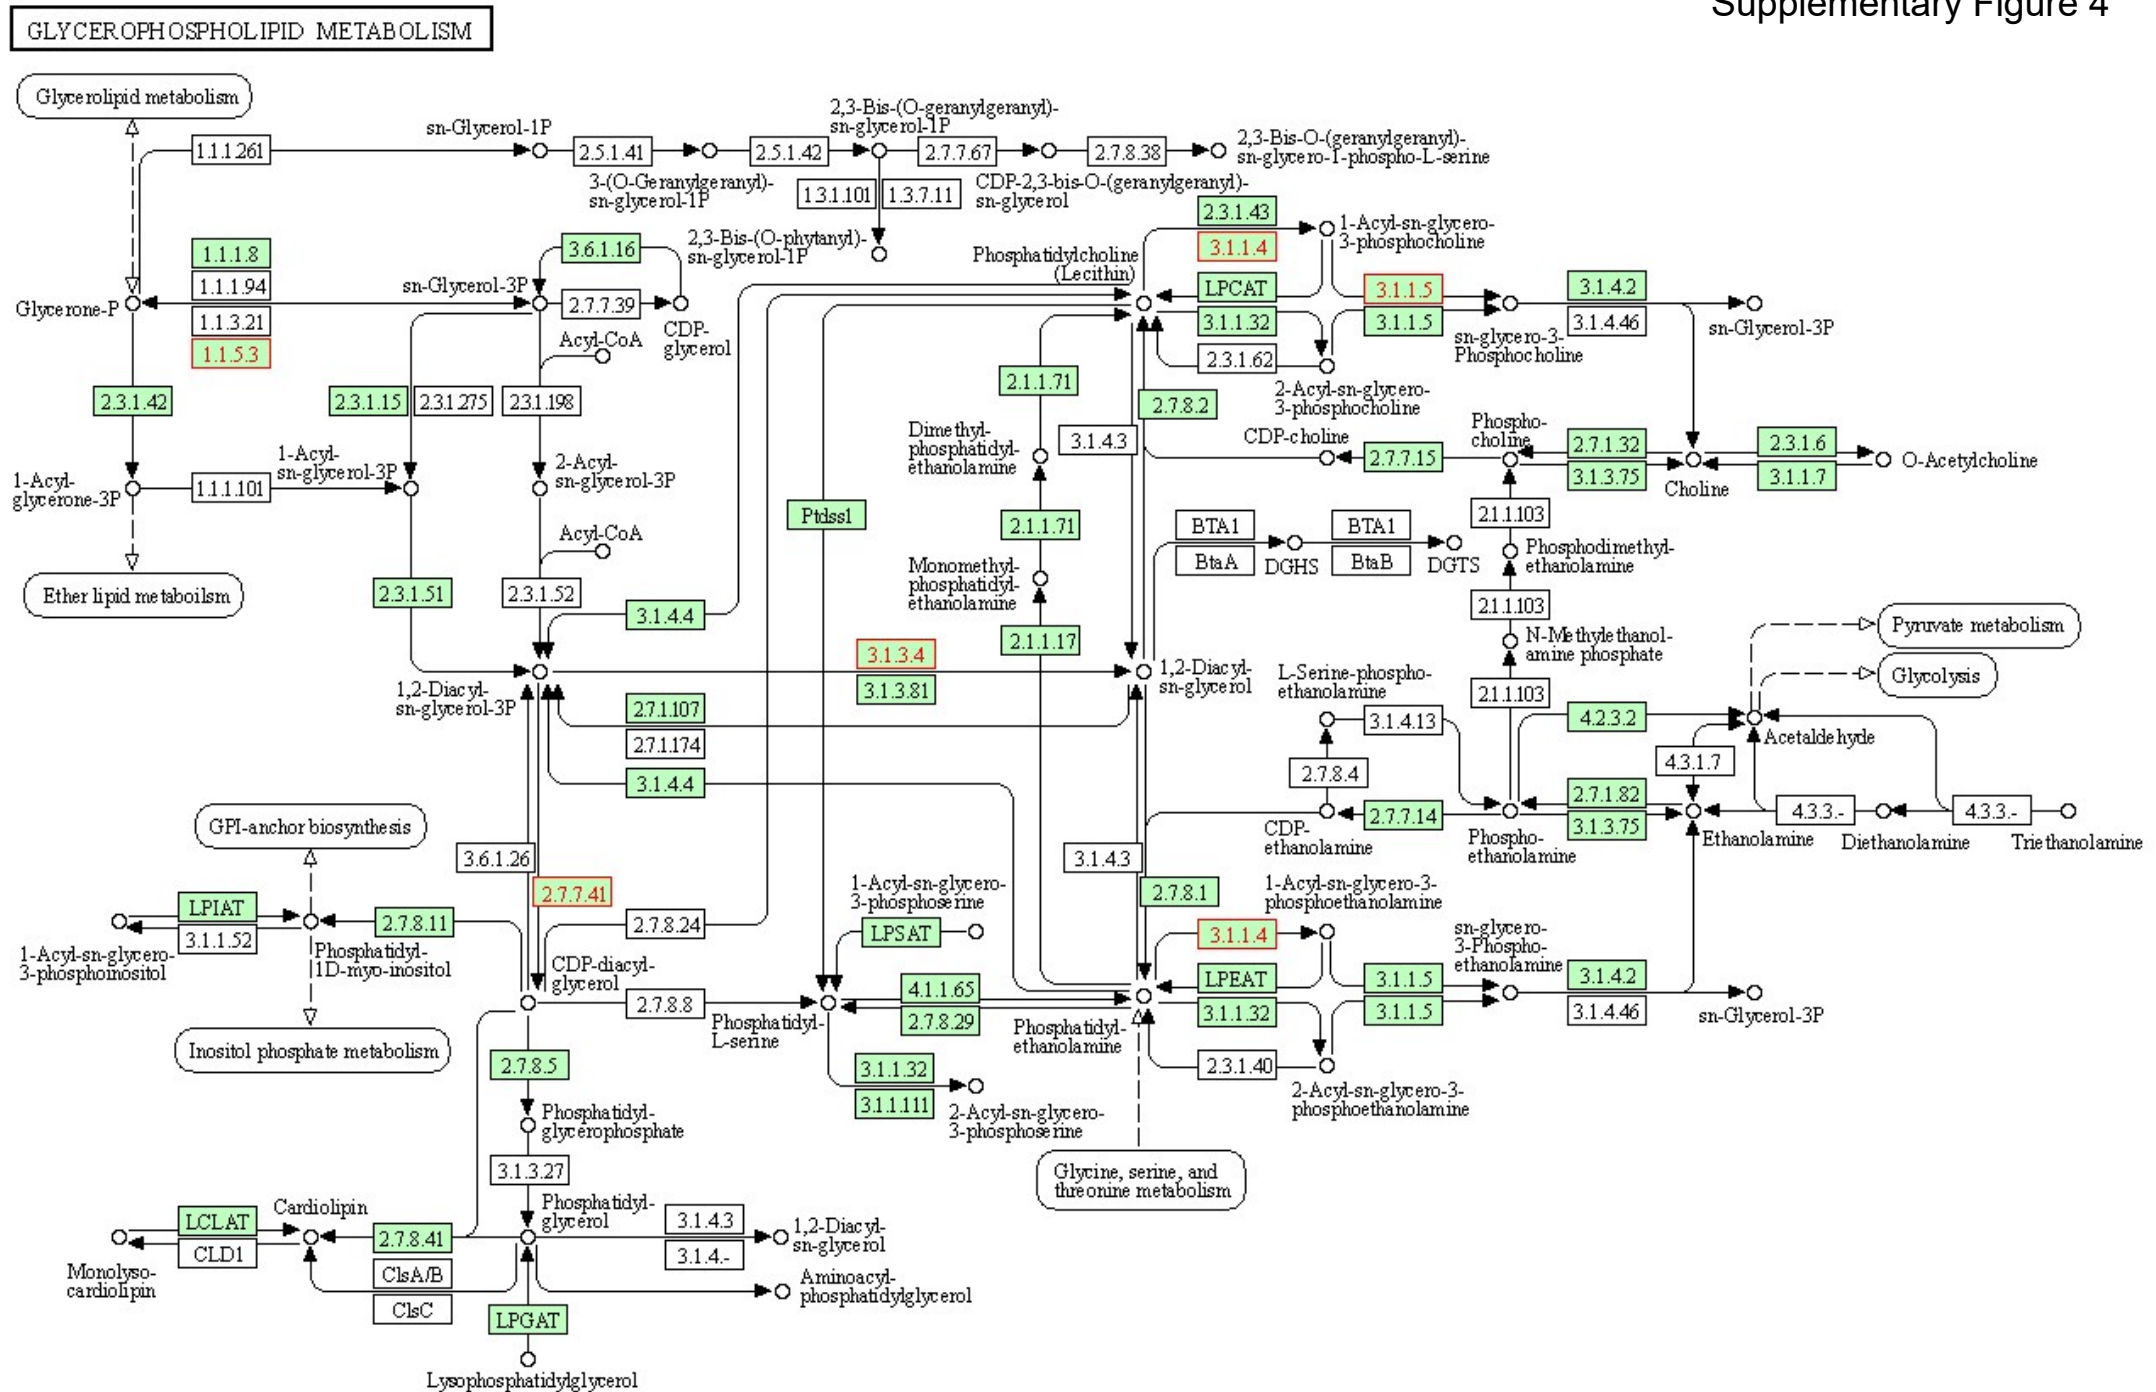 Supplementary Figure 4
GLYCEROPHOSPHOLIPID METABOLISM
Glycerolipid metabolism
1.1.1.261
sn-Glycerol-1P
2.5.1.41
3-(O-Geranylgeranyl)-
sn-glycerol-1P
2.5.1.42
2,3-Bis-(O-geranylgeranyl)-
sn-glycerol-1P
2.7.7.67
2.7.8.38
2,3-Bis-O-(geranylgeranyl)-
sn-glycero-1-phospho-L-serine
1.3.1.101
1.3.7.11
CDP-2,3-bis-O-(geranylgeranyl)-
sn-glycerol
2,3-Bis-(O-phytanyl)-
sn-glycerol-1P
1.1.1.8
1.1.1.94
1.1.3.21
1.1.5.3
Glycerone-P
sn-Glycerol-3P
3.6.1.16
2.7.7.39
CDP-
glycerol
Acyl-CoA
Phosphatidylcholine
(Lecithin)
2.3.1.43
3.1.1.4
1-Acyl-sn-glycero-
3-phosphocholine
LPCAT
3.1.1.32
2.3.1.62
3.1.1.5
3.1.1.5
sn-glycero-3-
Phosphocholine
3.1.4.2
3.1.4.46
sn-Glycerol-3P
2-Acyl-sn-glycero-
3-phosphocholine
2.3.1.42
2.3.1.15
2.3.1.275
2.3.1.198
2.1.1.71
2.7.8.2
3.1.4.3
Dimethyl-
phosphatidyl-
ethanolamine
CDP-choline
2.7.7.15
Phospho-
choline
2.7.1.32
3.1.3.75
Choline
2.3.1.6
3.1.1.7
O-Acetylcholine
1-Acyl-
glycerone-3P
1.1.1.101
1-Acyl-
sn-glycerol-3P
2-Acyl-
sn-glycerol-3P
Acyl-CoA
Ptdss1
2.1.1.71
BTA1
BtaA
DGHS
BTA1
BtaB
DGTS
2.1.1.103
Phosphodimethyl-
ethanolamine
Monomethyl-
phosphatidyl-
ethanolamine
Ether lipid metaboilsm
2.3.1.51
2.3.1.52
3.1.4.4
2.1.1.17
2.1.1.103
N-Methylethanol-
amine phosphate
Pyruvate metabolism
Glycolysis
3.1.3.4
3.1.3.81
1,2-Diacyl-
sn-glycerol-3P
1,2-Diacyl-
sn-glycerol
L-Serine-phospho-
ethanolamine
2.1.1.103
2.7.1.107
2.7.1.174
3.1.4.4
3.1.4.13
4.2.3.2
Acetaldehyde
4.3.1.7
2.7.8.4
CDP-
ethanolamine
2.7.7.14
Phospho-
ethanolamine
2.7.1.82
3.1.3.75
Ethanolamine
4.3.3.-
Diethanolamine
4.3.3.-
Triethanolamine
GPI-anchor biosynthesis
3.6.1.26
2.7.7.41
3.1.4.3
2.7.8.1
LPIAT
3.1.1.52
1-Acyl-sn-glycero-
3-phosphoinositol
2.7.8.11
Phosphatidyl-
1D-myo-inositol
2.7.8.24
1-Acyl-sn-glycero-
3-phosphoserine
LPSAT
1-Acyl-sn-glycero-3-
phosphoethanolamine
3.1.1.4
LPEAT
3.1.1.32
2.3.1.40
sn-glycero-
3-Phospho-
ethanolamine
3.1.1.5
3.1.1.5
3.1.4.2
3.1.4.46
sn-Glycerol-3P
CDP-diacyl-
glycerol
2.7.8.8
Phosphatidyl-
L-serine
4.1.1.65
2.7.8.29
Phosphatidyl-
ethanolamine
Inositol phosphate metabolism
2.7.8.5
3.1.1.32
3.1.1.111
2-Acyl-sn-glycero-
3-phosphoserine
2-Acyl-sn-glycero-3-
phosphoethanolamine
Phosphatidyl-
glycerophosphate
3.1.3.27
Glycine, serine, and
threonine metabolism
Phosphatidyl-
glycerol
Cardiolipin
LCLAT
CLD1
Monolyso-
cardiolipin
2.7.8.41
ClsA/B
ClsC
3.1.4.3
3.1.4.-
1,2-Diacyl-
sn-glycerol
Aminoacyl-
phosphatidylglycerol
LPGAT
Lysophosphatidylglycerol